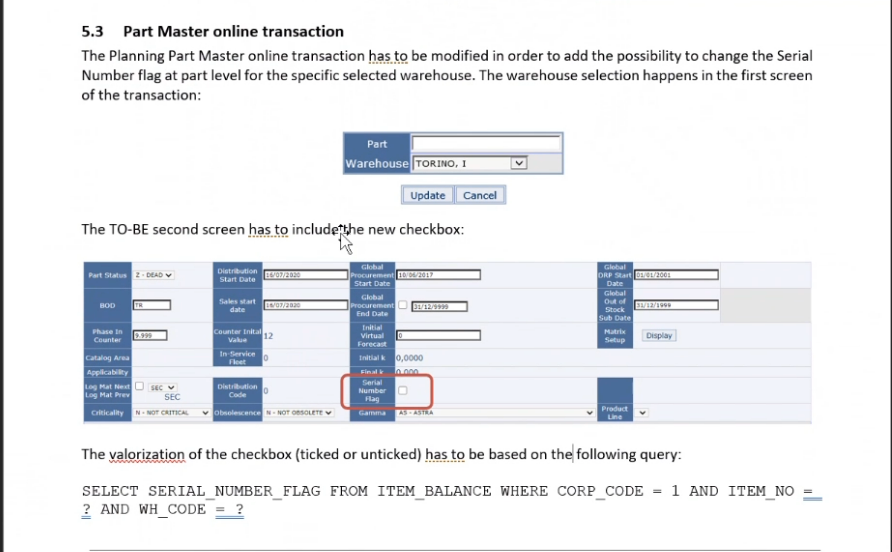 5.3 Part Master online transaction
The Planning Part Master online transaction has to be modified in order to add the possibility to change the Serial
Number flag at part level for the specific selected warehouse. The warehouse selection happens in the first screen
of the transaction:
Part
Warehouse TORINO, I
Update Cancel
The TO-BE second screen has to include the new checkbox:
Part Status Z - DEAD Distribution Start Date 16/07/2020 Global Procurement Start Date 10/06/2017 Global DRP Start Date 01/01/2001
BOD TR Sales start date 16/07/2020 Global Procurement End Date 31/12/9999 Global Out of Stock Sub Date 31/12/1999
Phase In Counter 9.999 Counter Inital Value 12 Initial Virtual Forecast 0 Matrix Setup Display
Catalog Area In-Service Fleet 0 Initial k 0,0000
Applicability Final k 0,000
Log Mat Next SEC Distribution Code 0 Serial Number Flag
Log Mat Prev SEC
Criticality N - NOT CRITICAL Obsolescence N - NOT OBSOLETE Gamma AS - ASTRA Product Line
The valorization of the checkbox (ticked or unticked) has to be based on the following query:
SELECT SERIAL_NUMBER_FLAG FROM ITEM_BALANCE WHERE CORP_CODE = 1 AND ITEM_NO =
? AND WH_CODE = ?